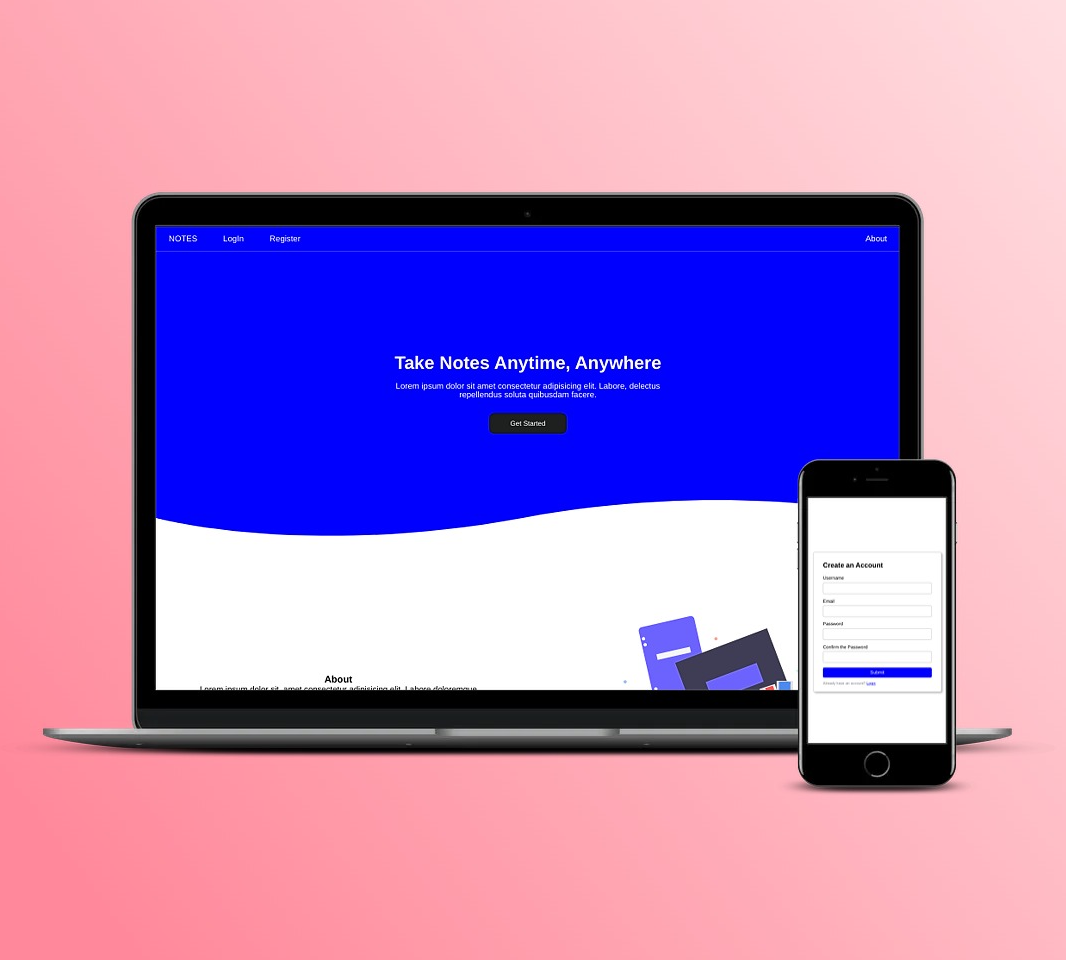 NOTES LogIn Register About
Take Notes Anytime, Anywhere
Lorem ipsum dolor sit amet consectetur adipisicing elit. Labore, delectus
repellendus soluta quibusdam facere.
Get Started
About
Lorem ipsum dolor sit, amet consectetur adipisicing elit. Labore doloremque
Create an Account
Username
Email
Password
Confirm the Password
Submit
Already have an account? Login